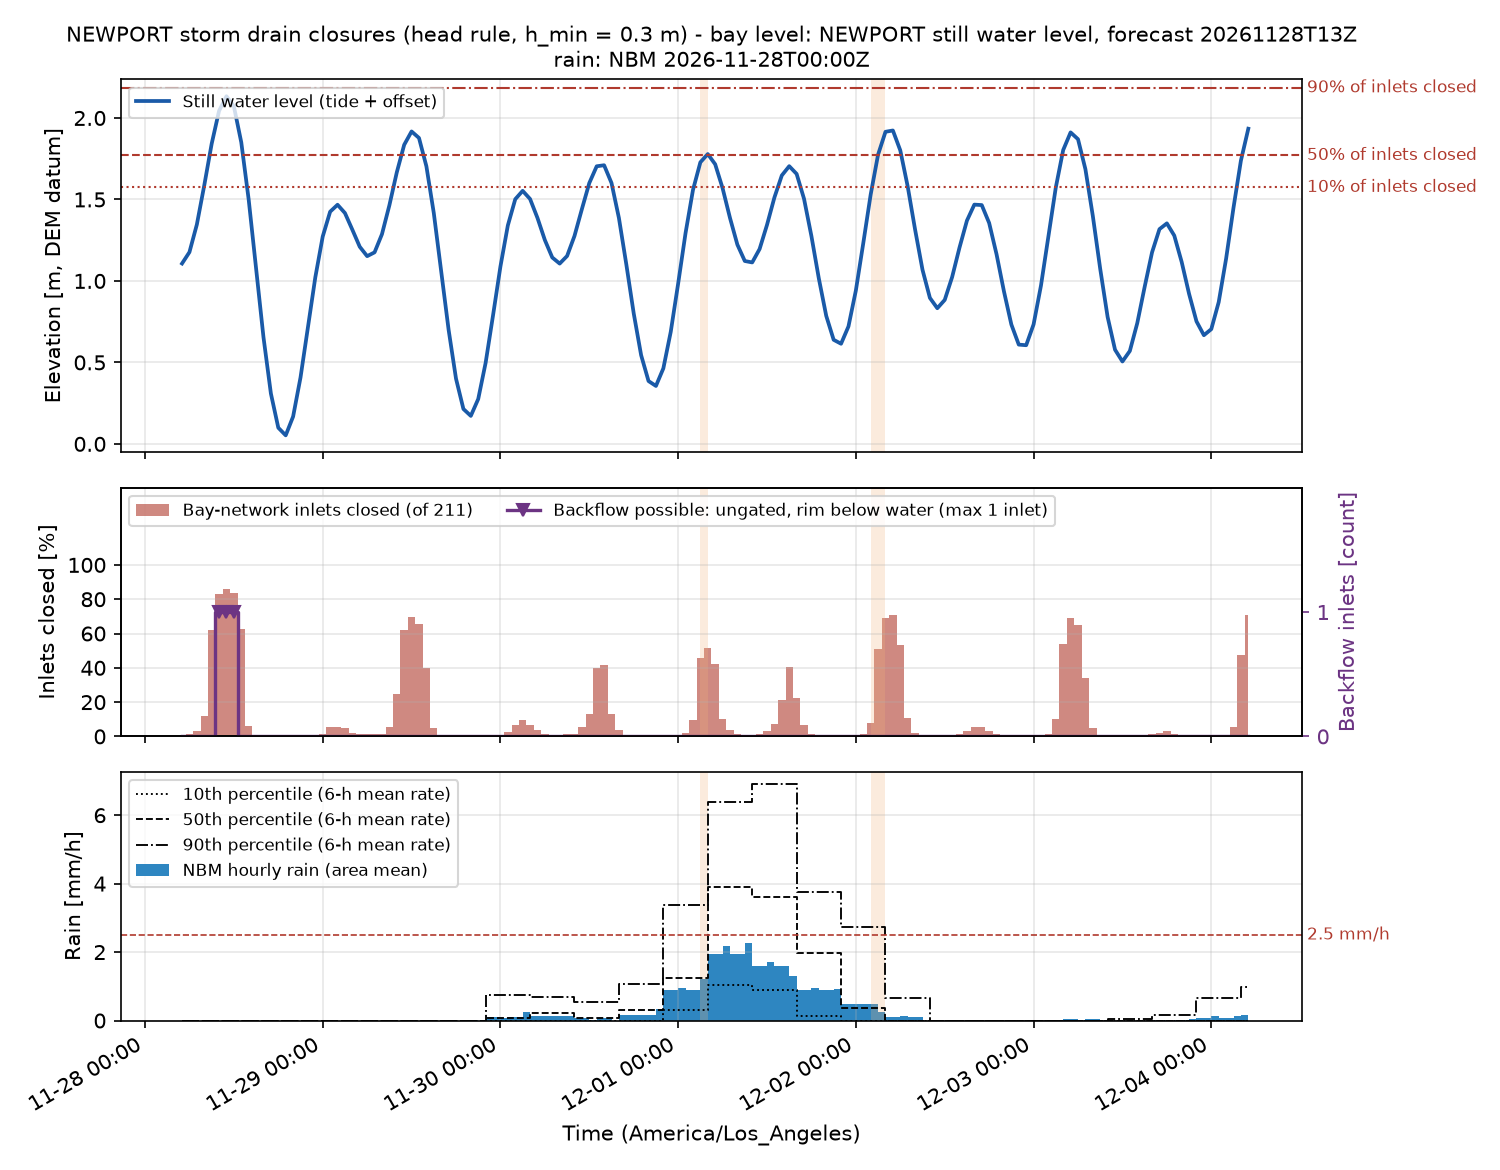 NEWPORT storm drain closures (head rule, h_min = 0.3 m) - bay level: NEWPORT still water level, forecast 20261128T13Z
rain: NBM 2026-11-28T00:00Z
Still water level (tide + offset)
90% of inlets closed
50% of inlets closed
10% of inlets closed
Elevation [m, DEM datum]
2.0
1.5
1.0
0.5
0.0
Bay-network inlets closed (of 211)
Backflow possible: ungated, rim below water (max 1 inlet)
Inlets closed [%]
100
80
60
40
20
0
Backflow inlets [count]
1
0
10th percentile (6-h mean rate)
50th percentile (6-h mean rate)
90th percentile (6-h mean rate)
NBM hourly rain (area mean)
2.5 mm/h
Rain [mm/h]
6
4
2
0
11-28 00:00
11-29 00:00
11-30 00:00
12-01 00:00
12-02 00:00
12-03 00:00
12-04 00:00
Time (America/Los_Angeles)